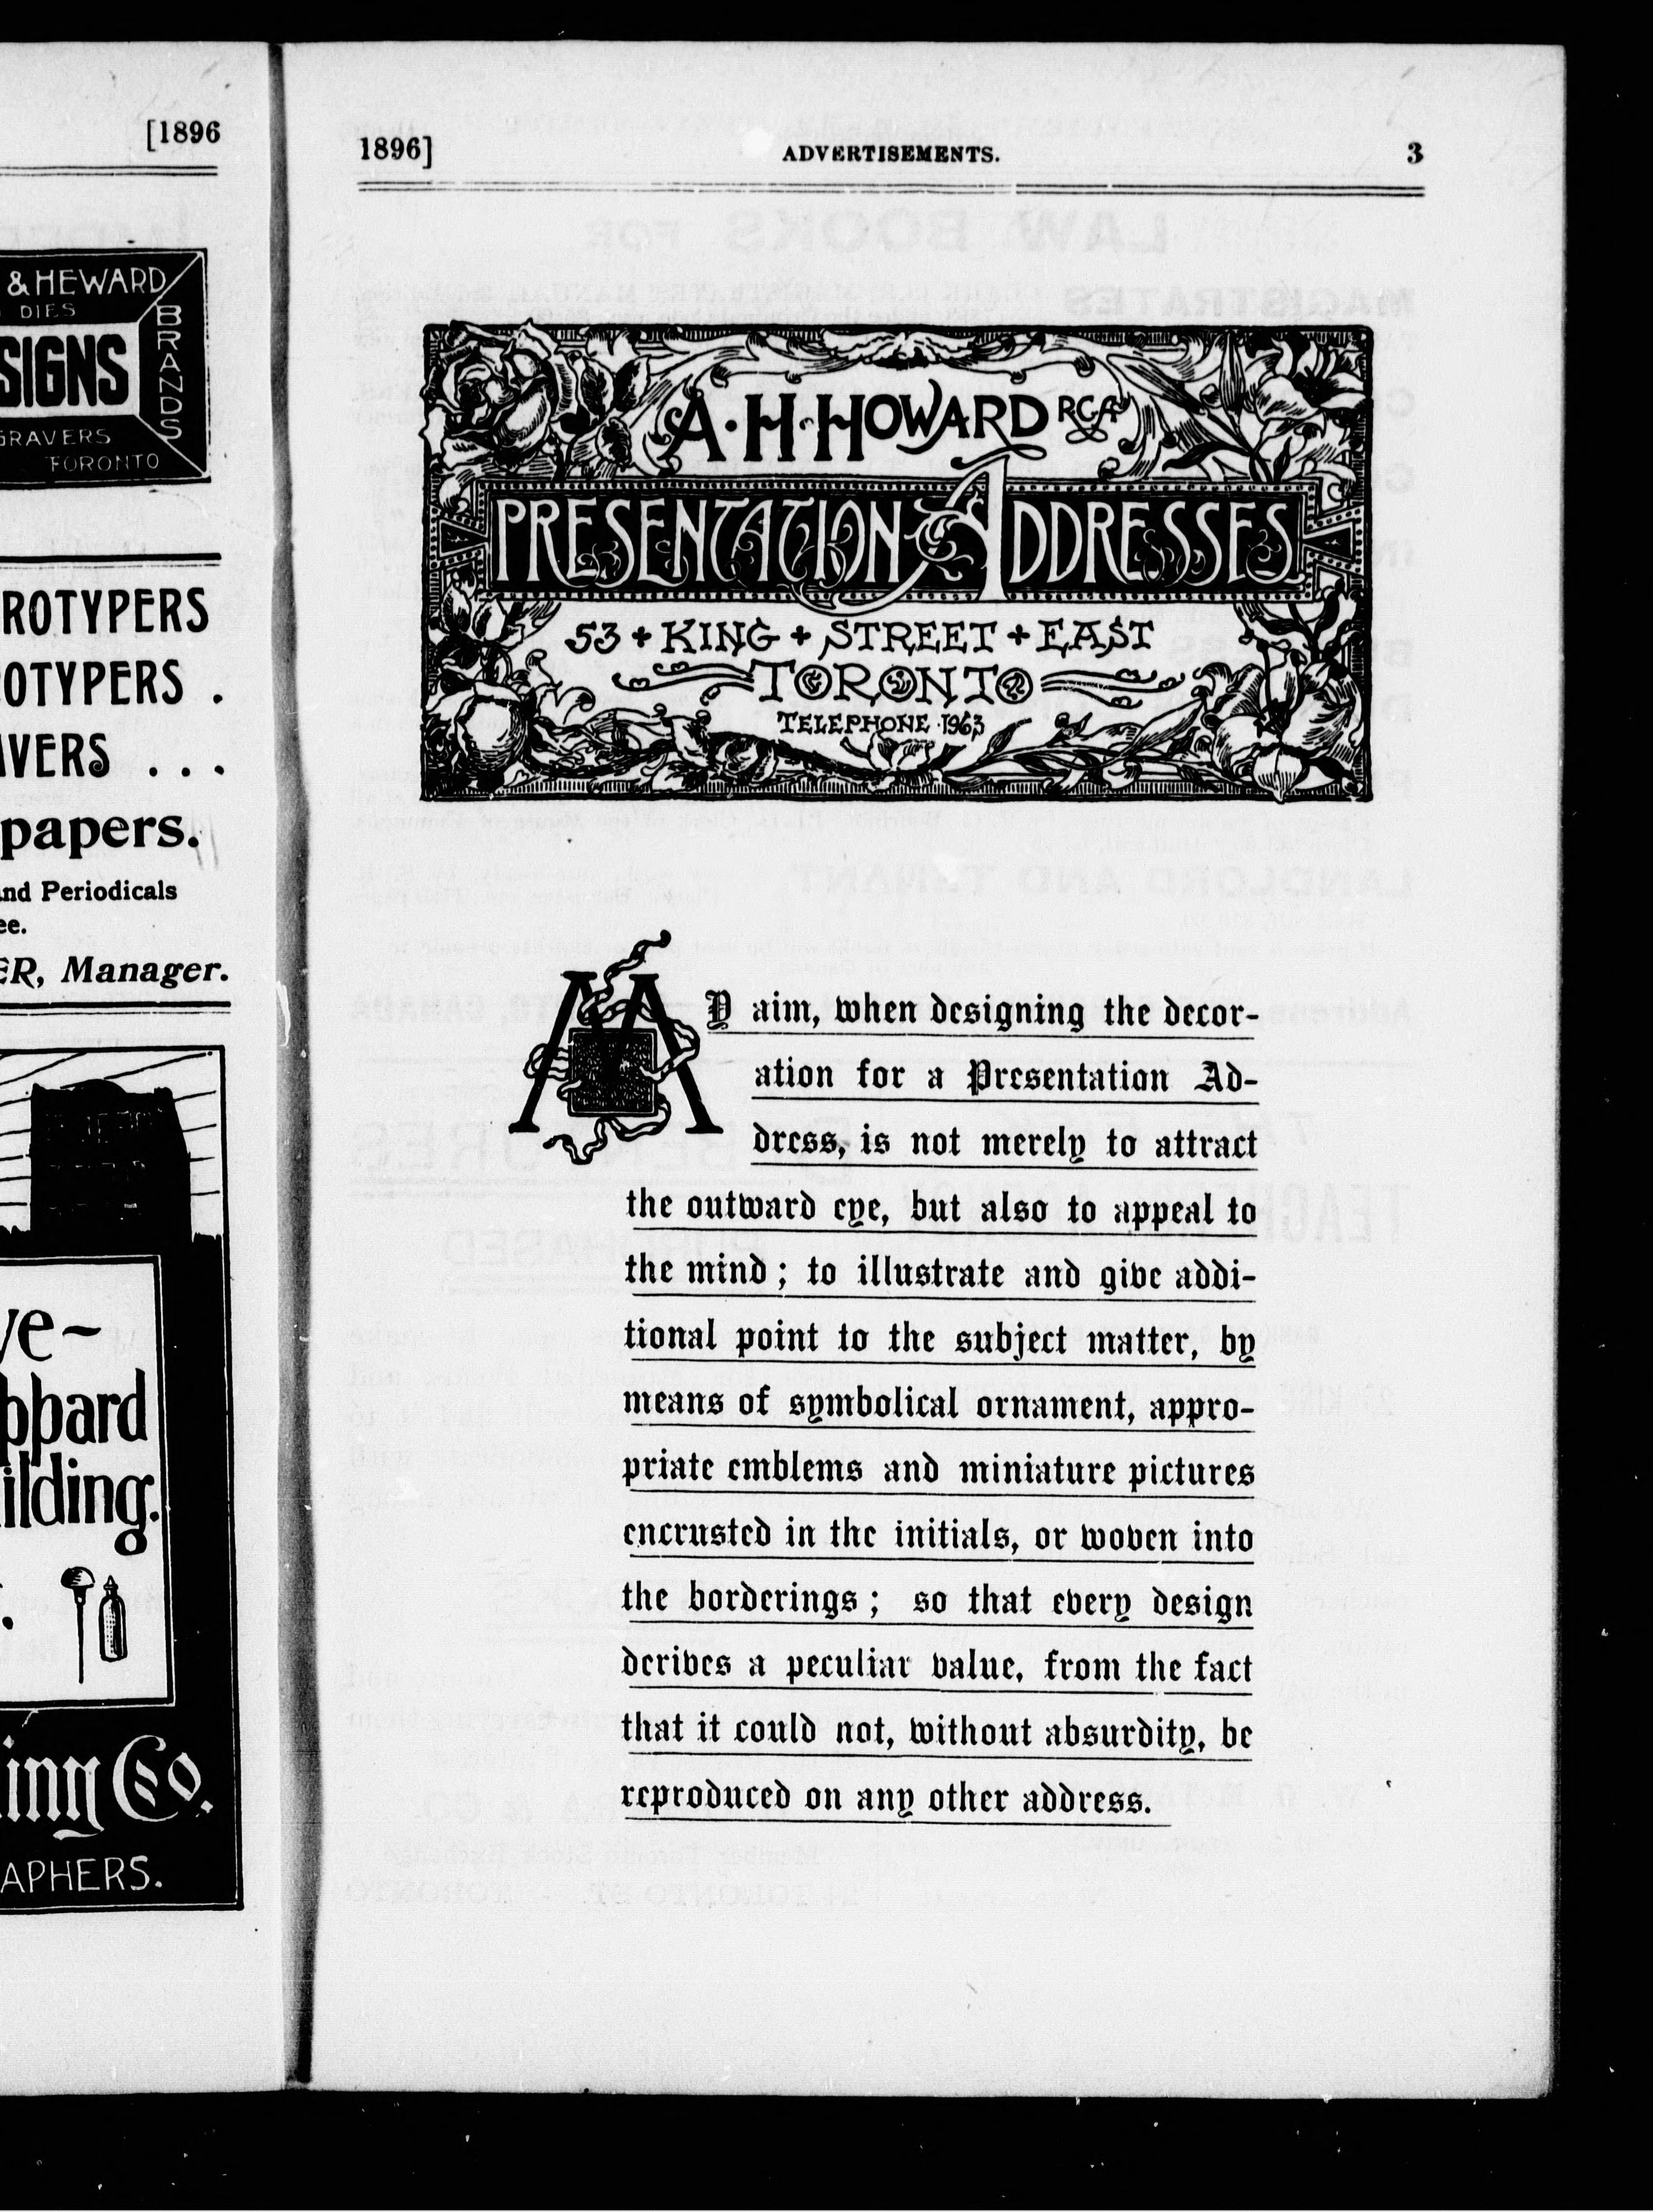 [1896
& HEWARD
DIES
BRANDS
SIGNS
GRAVERS
TORONTO
ROTYPERS
OTYPERS .
AVERS . . .
papers.
and Periodicals
ee.
ER, Manager.
ve~
bbard
ilding.
ing Co.
APHERS.
1896]
ADVERTISEMENTS.
3
A. H. HOWARD RCA
PRESENTATION ADDRESSES
53 + KING + STREET + EAST
TORONTO
TELEPHONE 1963
MY aim, when designing the decor-
ation for a Presentation Ad-
dress, is not merely to attract
the outward eye, but also to appeal to
the mind ; to illustrate and give addi-
tional point to the subject matter, by
means of symbolical ornament, appro-
priate emblems and miniature pictures
encrusted in the initials, or woven into
the borderings ; so that every design
derives a peculiar value, from the fact
that it could not, without absurdity, be
reproduced on any other address.